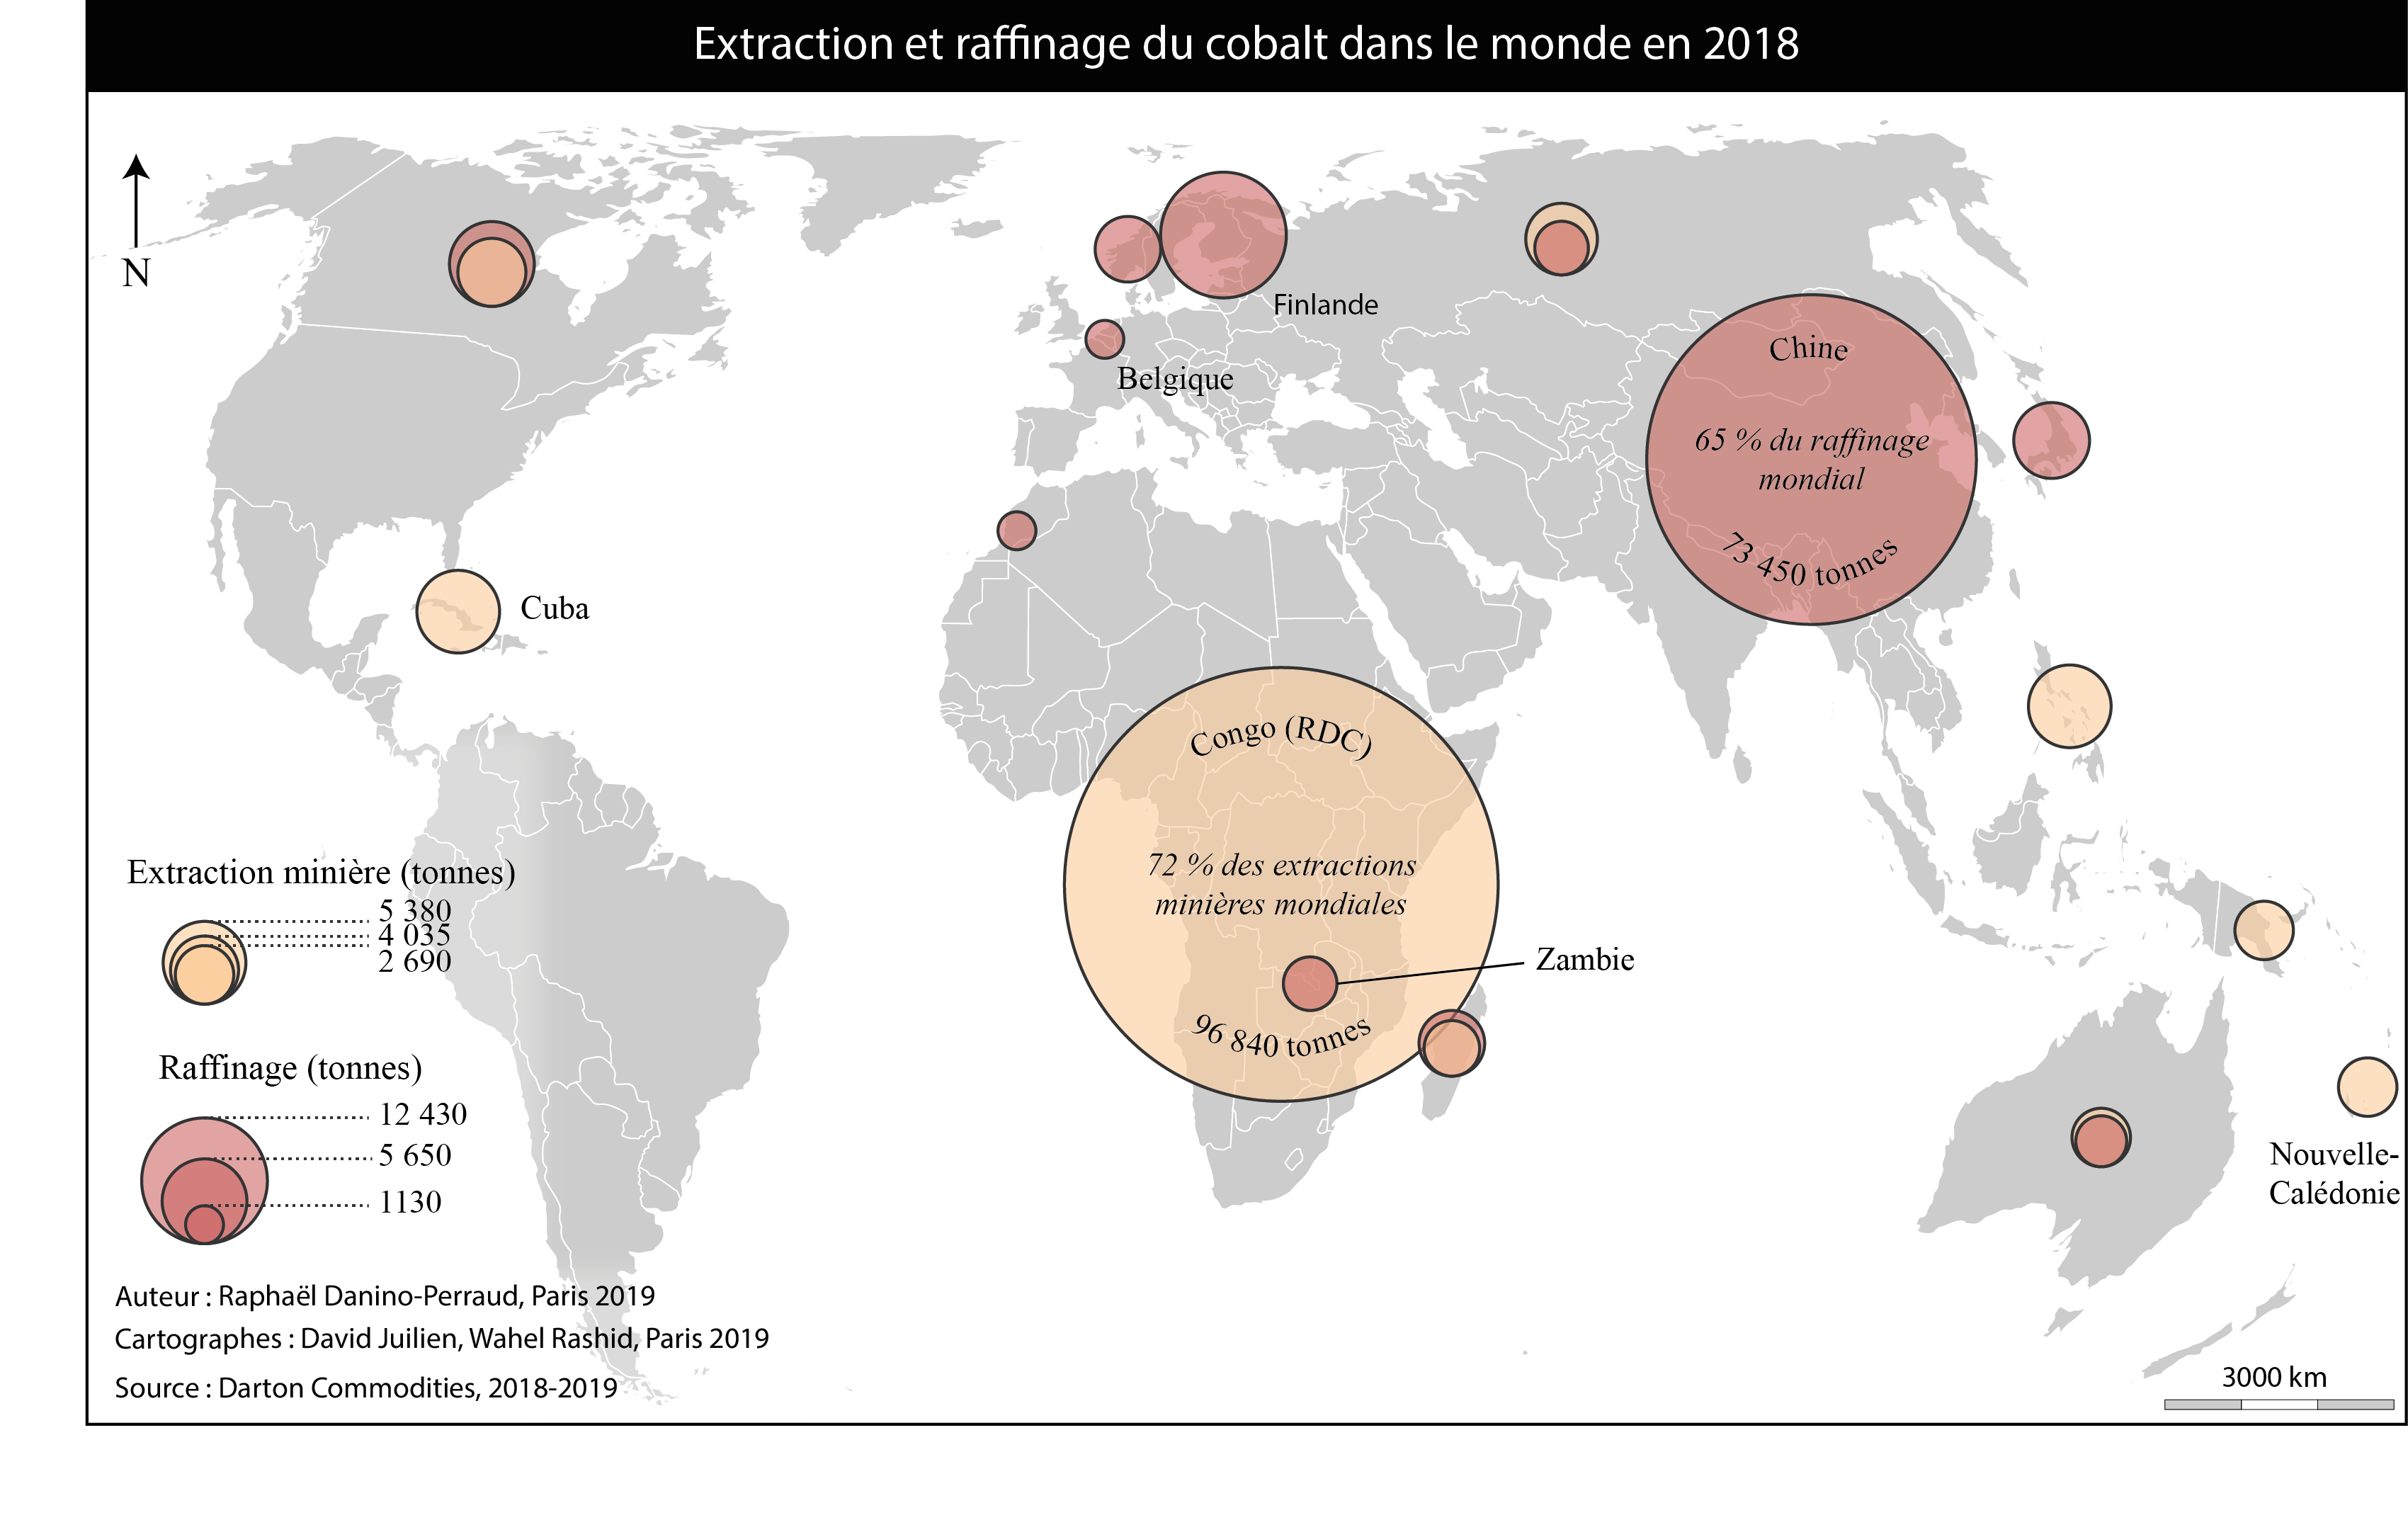 Extraction et raffinage du cobalt dans le monde en 2018
N
Finlande
Belgique
Chine
65 % du raffinage
mondial
73 450 tonnes
Cuba
Congo (RDC)
72 % des extractions
minières mondiales
96 840 tonnes
Zambie
Nouvelle-
Calédonie
Extraction minière (tonnes)
5 380
4 035
2 690
Raffinage (tonnes)
12 430
5 650
1130
Auteur : Raphaël Danino-Perraud, Paris 2019
Cartographes : David Juilien, Wahel Rashid, Paris 2019
Source : Darton Commodities, 2018-2019
3000 km